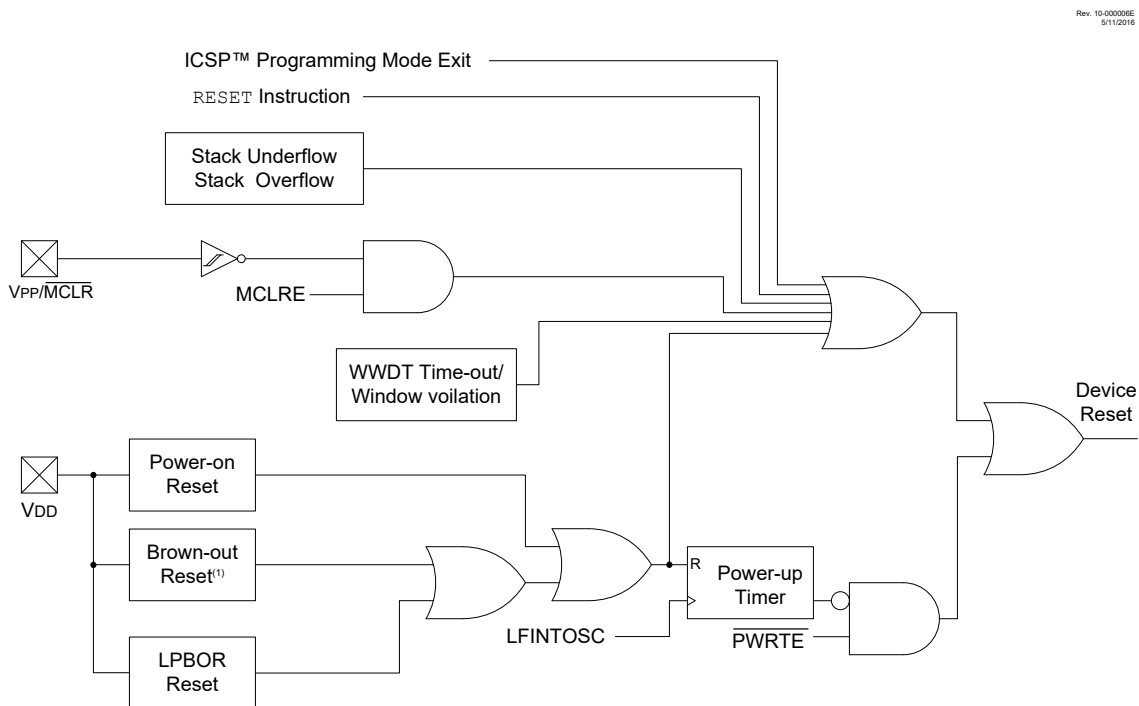 Rev. 10-000006E
5/11/2016
ICSP™ Programming Mode Exit
RESET Instruction
Stack Underflow
Stack Overflow
VPP/MCLR
MCLRE
WWDT Time-out/
Window voilation
Device
Reset
VDD
Power-on
Reset
Brown-out
Reset(1)
LPBOR
Reset
R
Power-up
Timer
LFINTOSC
PWRTE